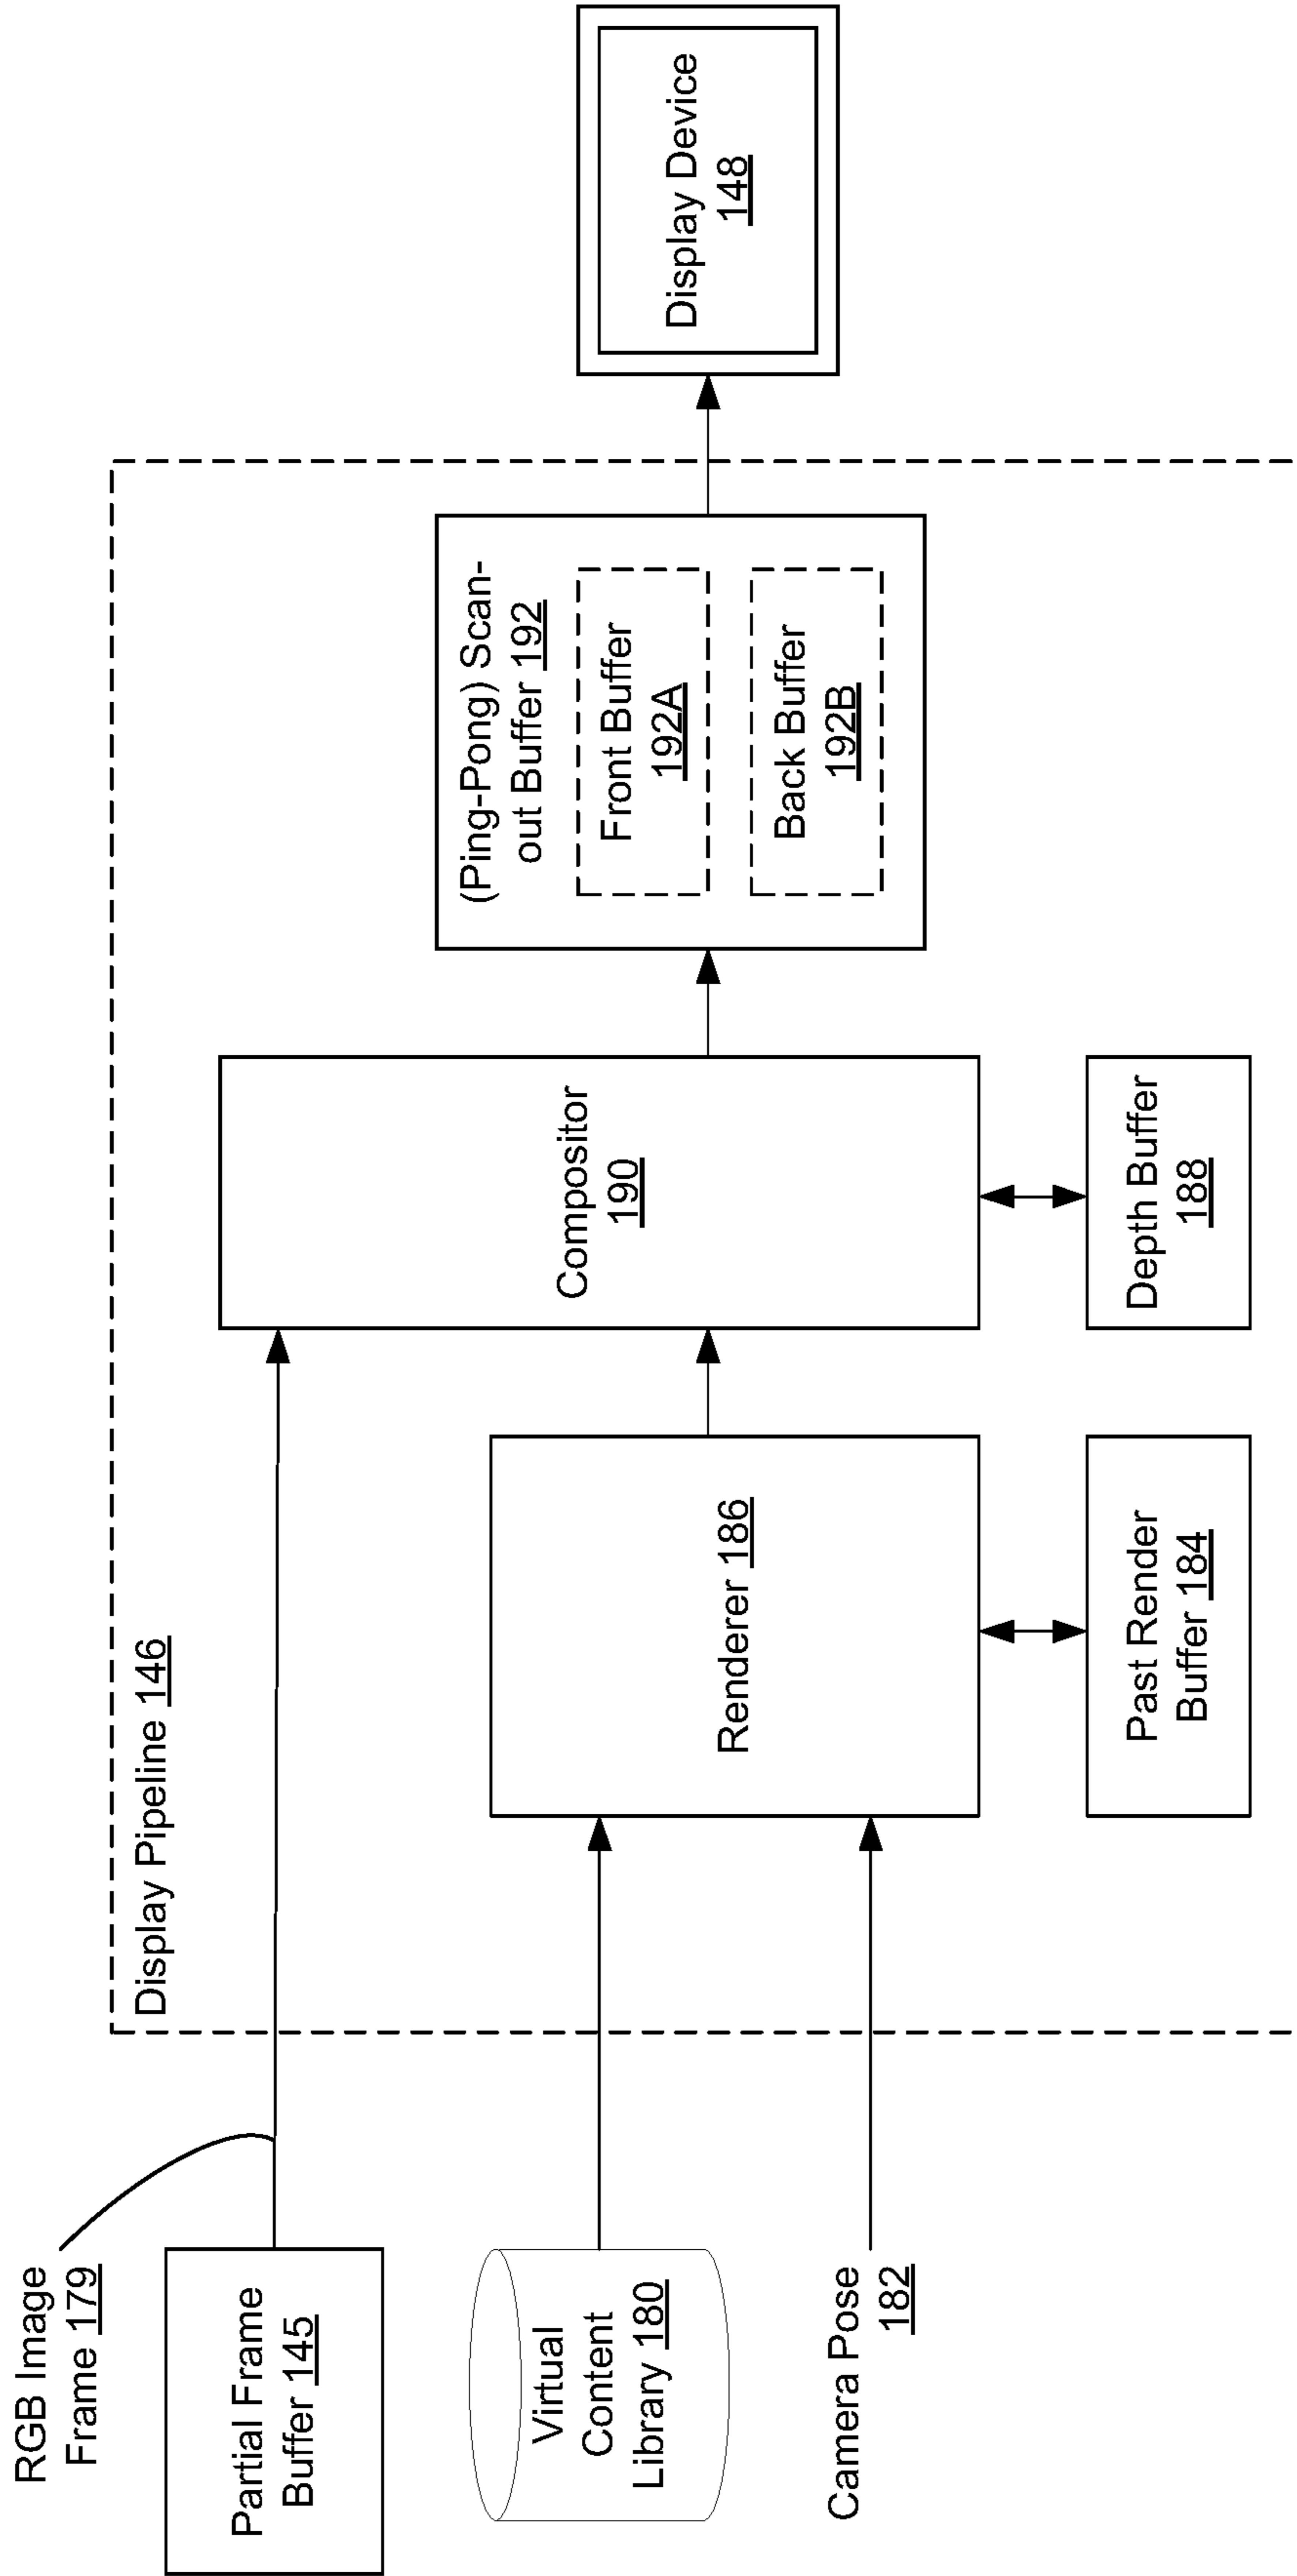 RGB Image
Frame 179
Partial Frame
Buffer 145
Virtual
Content
Library 180
Camera Pose
182
Display Pipeline 146
Renderer 186
Past Render
Buffer 184
Compositor
190
Depth Buffer
188
(Ping-Pong) Scan-
out Buffer 192
Front Buffer
192A
Back Buffer
192B
Display Device
148